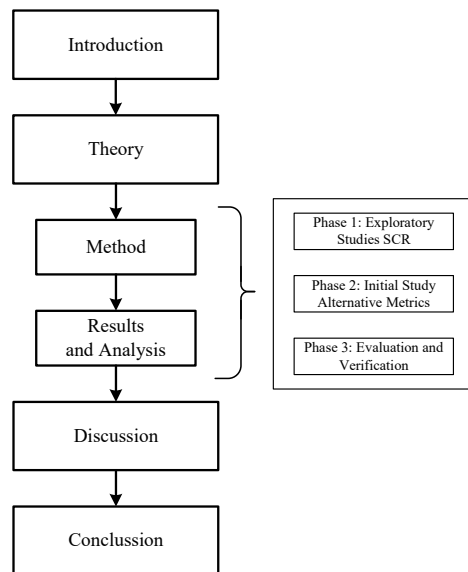 Introduction
Theory
Method
Results
and Analysis
Discussion
Conclussion
Phase 1: Exploratory
Studies SCR
Phase 2: Initial Study
Alternative Metrics
Phase 3: Evaluation and
Verification